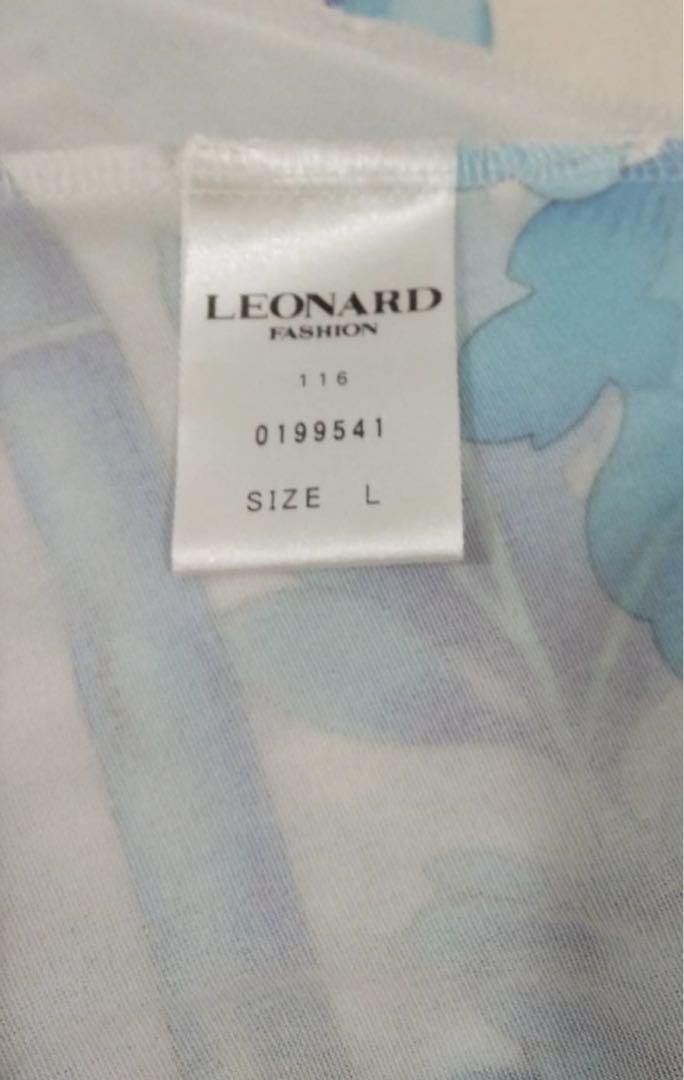 LEONARD
FASHION
116
0199541
SIZE L